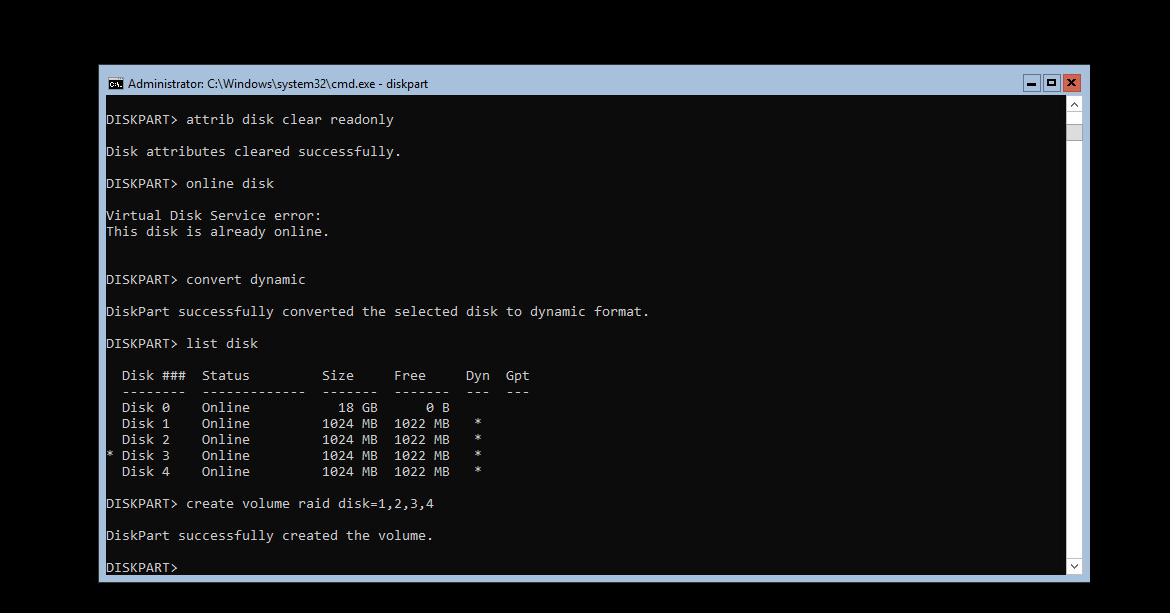 Administrator: C:\Windows\system32\cmd.exe - diskpart
DISKPART> attrib disk clear readonly
Disk attributes cleared successfully.
DISKPART> online disk
Virtual Disk Service error:
This disk is already online.
DISKPART> convert dynamic
DiskPart successfully converted the selected disk to dynamic format.
DISKPART> list disk
  Disk ###  Status         Size     Free     Dyn  Gpt
  --------  -------------  -------  -------  ---  ---
  Disk 0    Online           18 GB      0 B
  Disk 1    Online         1024 MB  1022 MB   *
  Disk 2    Online         1024 MB  1022 MB   *
* Disk 3    Online         1024 MB  1022 MB   *
  Disk 4    Online         1024 MB  1022 MB   *
DISKPART> create volume raid disk=1,2,3,4
DiskPart successfully created the volume.
DISKPART>